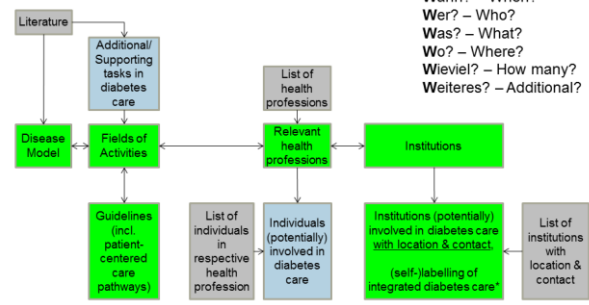 Wann? – When?
Wer? – Who?
Was? – What?
Wo? – Where?
Wieviel? – How many?
Weiteres? – Additional?
Literature
Additional/
Supporting
tasks in
diabetes
care
List of
health
professions
Disease
Model
Fields of
Activities
Relevant
health
professions
Institutions
Guidelines
(incl.
patient-
centered
care
pathways)
List of
individuals
in
respective
health
profession
Individuals
(potentially)
involved in
diabetes
care
Institutions (potentially)
involved in diabetes care
with location & contact,
(self-)labelling of
integrated diabetes care*
List of
institutions
with
location &
contact